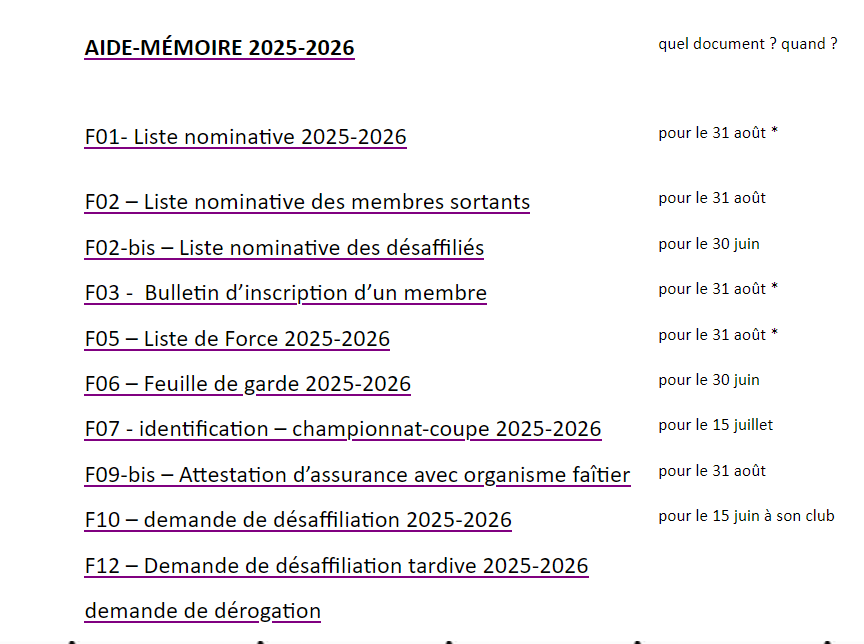 AIDE-MÉMOIRE 2025-2026 quel document ? quand ?
F01- Liste nominative 2025-2026 pour le 31 août *
F02 – Liste nominative des membres sortants pour le 31 août
F02-bis – Liste nominative des désaffiliés pour le 30 juin
F03 - Bulletin d’inscription d’un membre pour le 31 août *
F05 – Liste de Force 2025-2026 pour le 31 août *
F06 – Feuille de garde 2025-2026 pour le 30 juin
F07 - identification – championnat-coupe 2025-2026 pour le 15 juillet
F09-bis – Attestation d’assurance avec organisme faîtier pour le 31 août
F10 – demande de désaffiliation 2025-2026 pour le 15 juin à son club
F12 – Demande de désaffiliation tardive 2025-2026
demande de dérogation